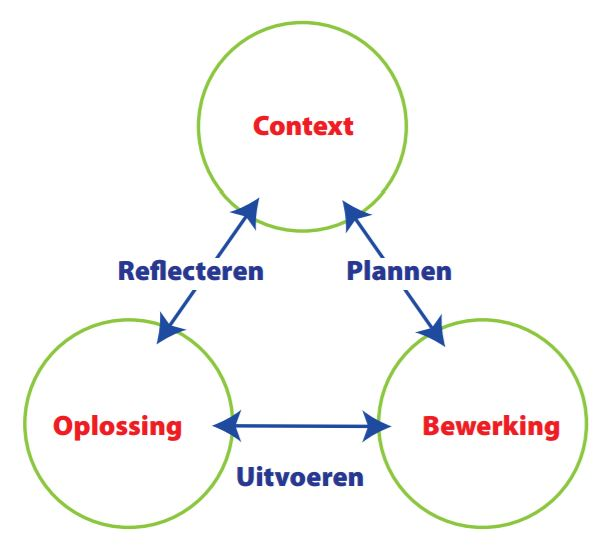 Context
Reflecteren
Plannen
Oplossing
Bewerking
Uitvoeren